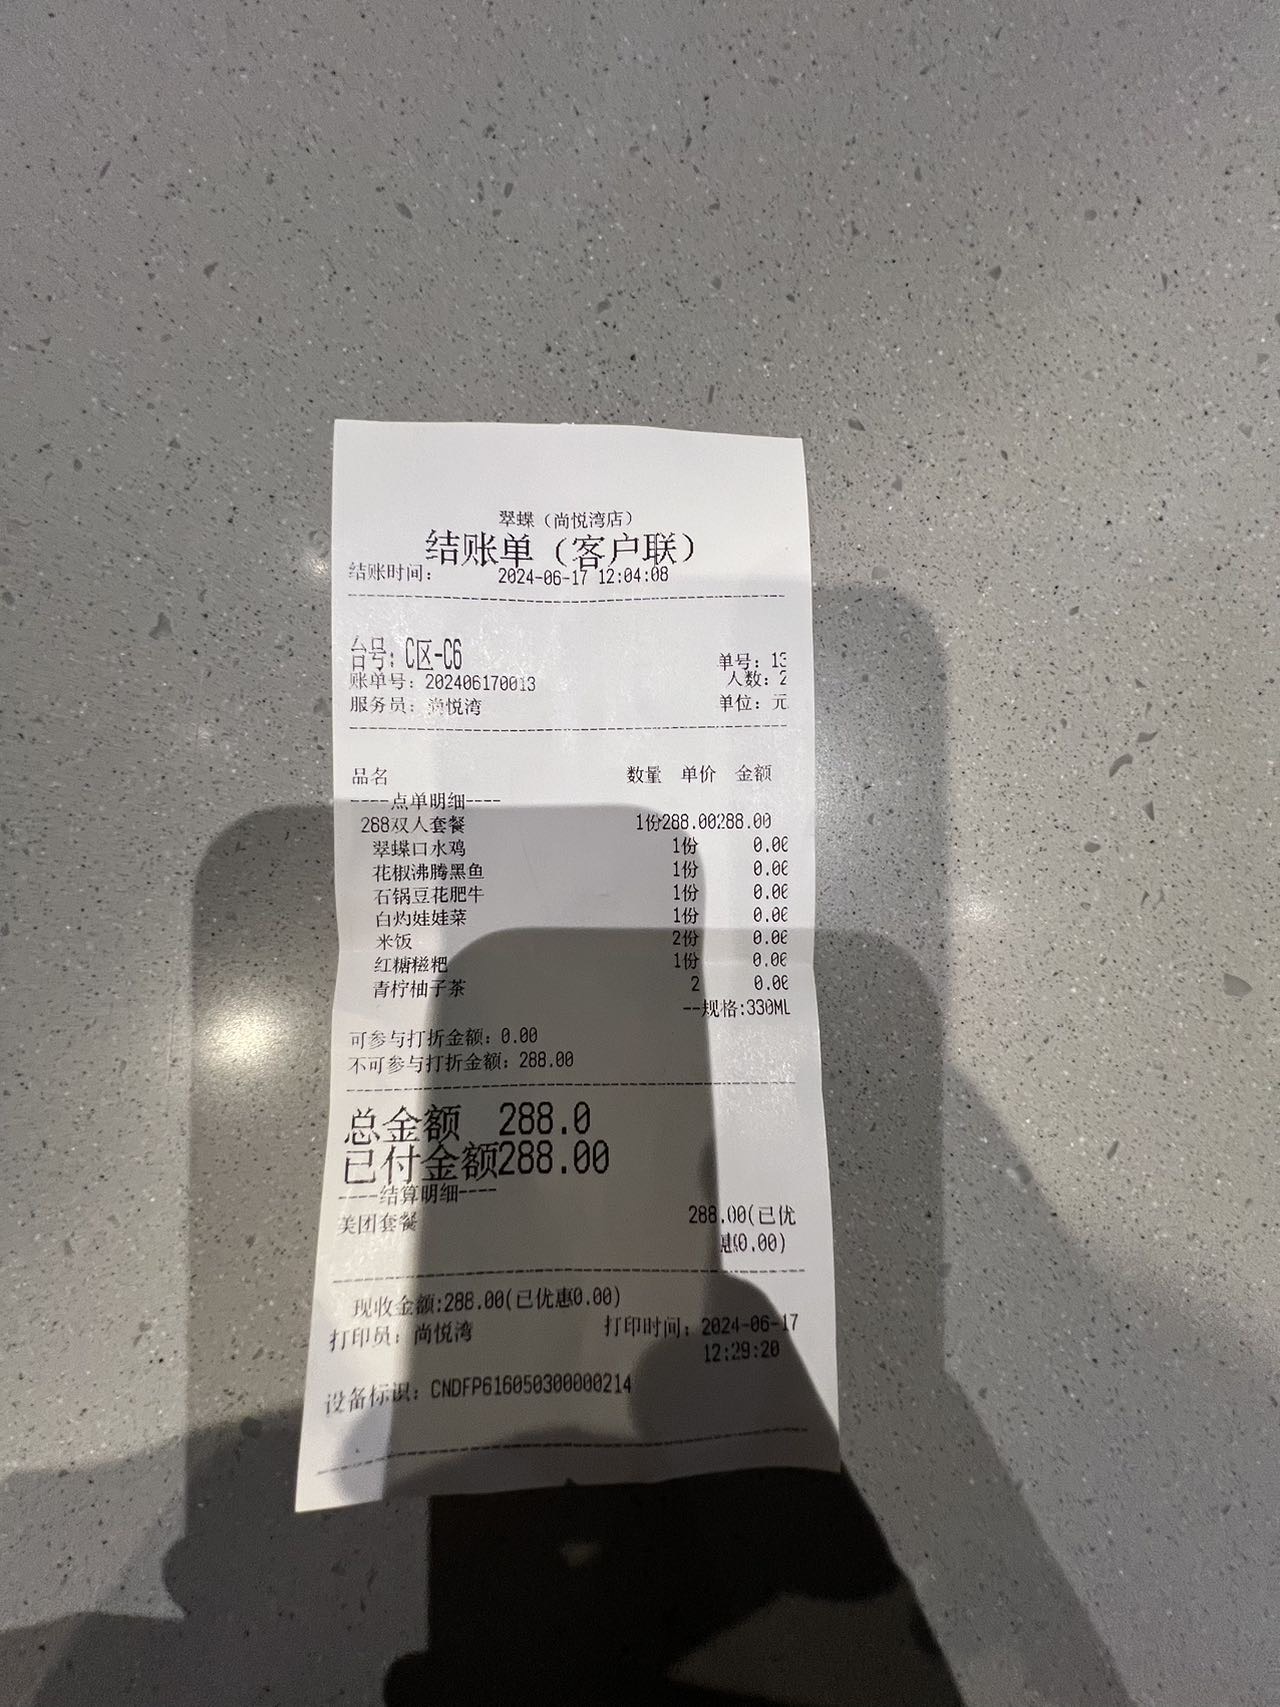 翠蝶（尚悦湾店）
结账单（客户联）
结账时间： 2024-06-17 12:04:08
台号：C区-C6
单号：13
账单号：202406170013
人数：2
服务员：尚悦湾
单位：元
品名 数量 单价 金额
----点单明细----
288双人套餐 1份288.00288.00
翠蝶口水鸡 1份 0.00
花椒沸腾黑鱼 1份 0.00
石锅豆花肥牛 1份 0.00
白灼娃娃菜 1份 0.00
米饭 2份 0.00
红糖糍粑 1份 0.00
青柠柚子茶 2 0.00
--规格:330ML
可参与打折金额：0.00
不可参与打折金额：288.00
总金额 288.0
已付金额288.00
----结算明细----
美团套餐 288.00(已优
惠0.00)
现收金额:288.00(已优惠0.00)
打印员：尚悦湾 打印时间：2024-06-17
12:29:20
设备标识：CNDFP616050300000214